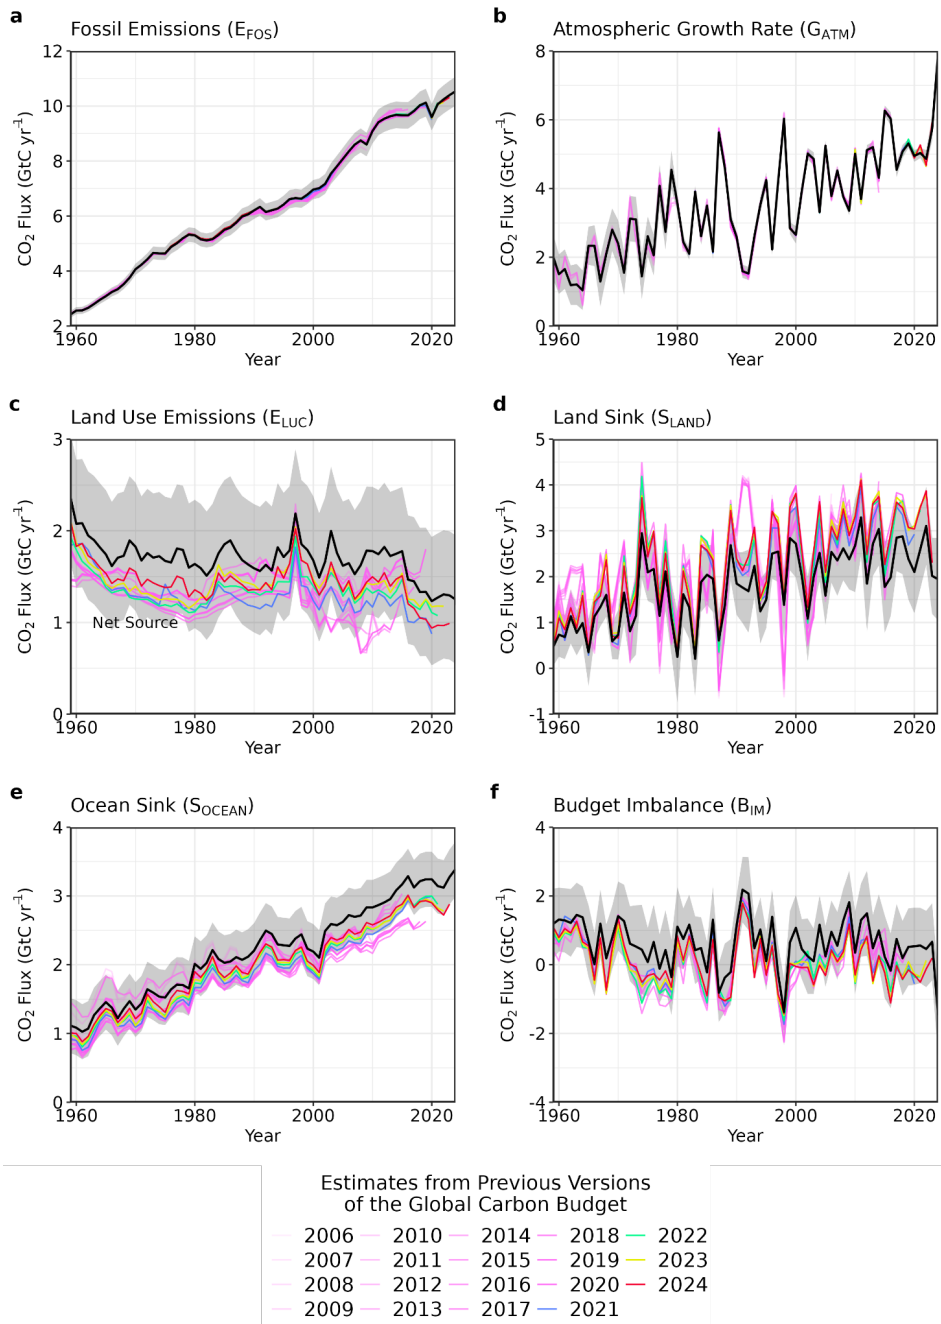 a
Fossil Emissions (E_FOS)
CO2 Flux (GtC yr-1)
12
10
8
6
4
2
1960 1980 2000 2020
Year
b
Atmospheric Growth Rate (G_ATM)
CO2 Flux (GtC yr-1)
8
6
4
2
0
1960 1980 2000 2020
Year
c
Land Use Emissions (E_LUC)
CO2 Flux (GtC yr-1)
3
2
1
0
Net Source
1960 1980 2000 2020
Year
d
Land Sink (S_LAND)
CO2 Flux (GtC yr-1)
5
4
3
2
1
0
-1
1960 1980 2000 2020
Year
e
Ocean Sink (S_OCEAN)
CO2 Flux (GtC yr-1)
4
3
2
1
0
1960 1980 2000 2020
Year
f
Budget Imbalance (B_IM)
CO2 Flux (GtC yr-1)
4
2
0
-2
-4
1960 1980 2000 2020
Year
Estimates from Previous Versions
of the Global Carbon Budget
2006 2010 2014 2018 2022
2007 2011 2015 2019 2023
2008 2012 2016 2020 2024
2009 2013 2017 2021